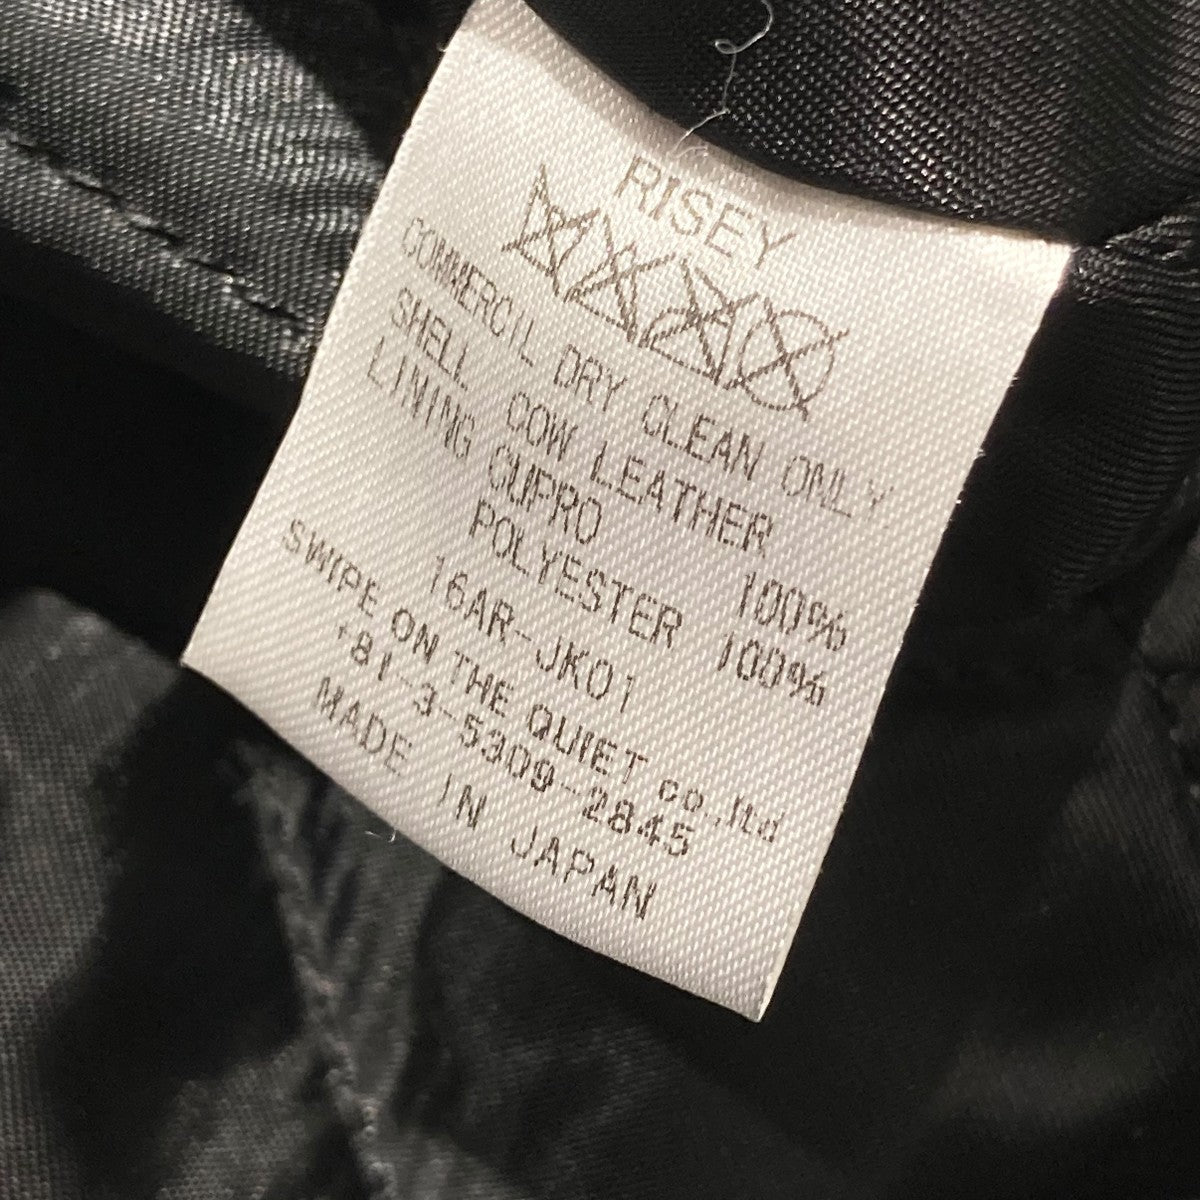 RISEY
COMMERCIL DRY CLEAN ONLY
SHELL COW LEATHER 100%
LINING CUPRO 100%
POLYESTER
16AR-JK01
SWIPE ON THE QUIET co.,ltd
+81-3-5309-2845
MADE IN JAPAN